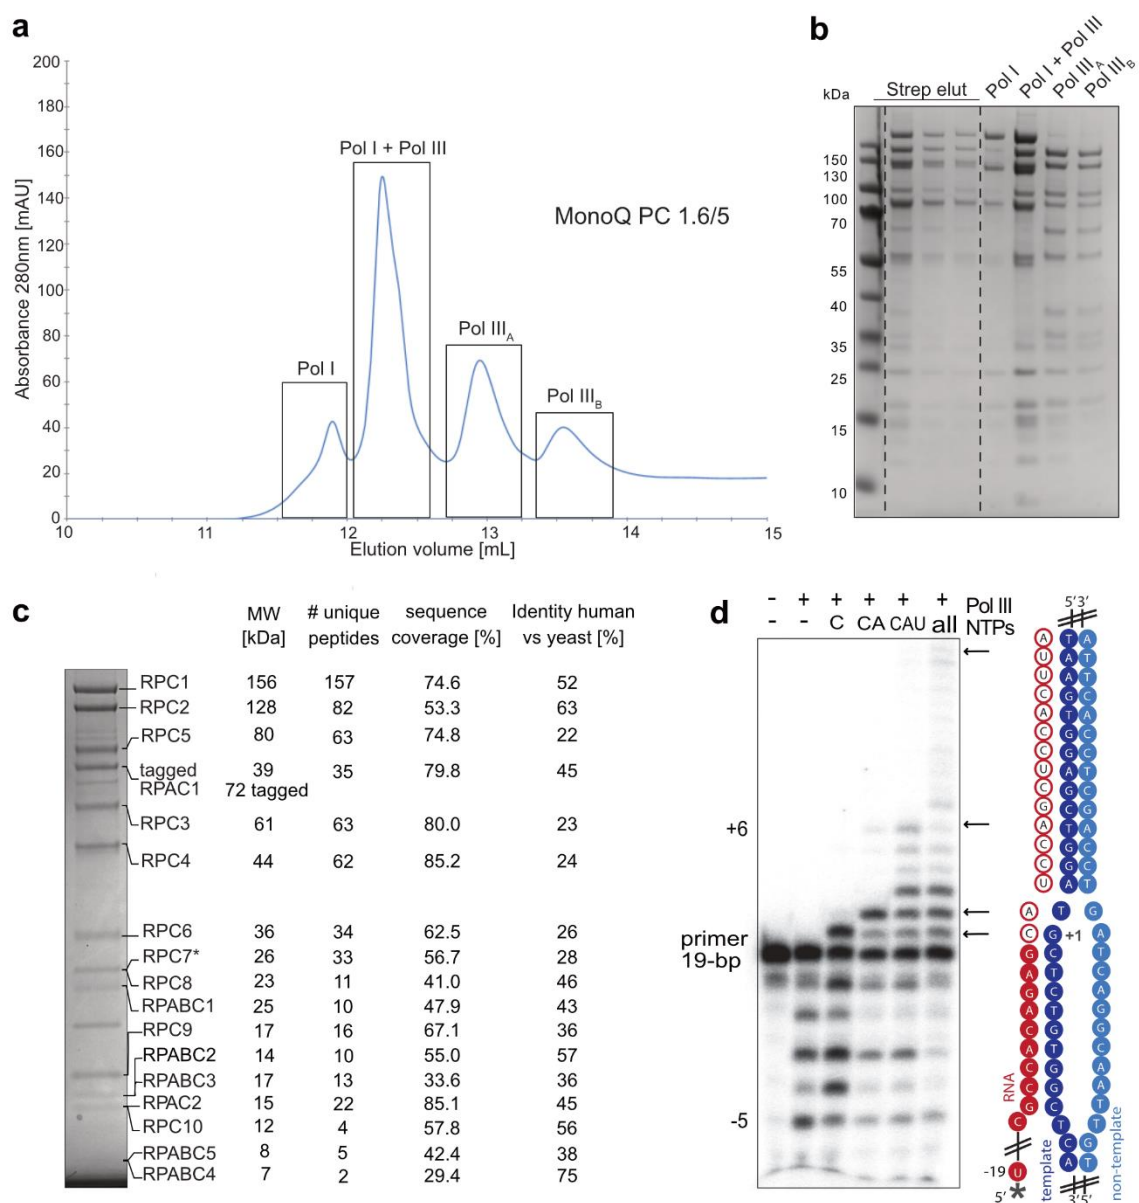 a
200
180
160
140
120
100
80
60
40
20
0
Absorbance 280nm [mAU]
Pol I
Pol I + Pol III
Pol III_A
Pol III_B
MonoQ PC 1.6/5
10 11 12 13 14 15
Elution volume [mL]
b
kDa
Strep elut
Pol I
Pol I + Pol III
Pol III_A
Pol III_B
150
130
100
70
55
40
35
25
15
10
c
MW [kDa] # unique peptides sequence coverage [%] Identity human vs yeast [%]
RPC1 156 157 74.6 52
RPC2 128 82 53.3 63
RPC5 80 63 74.8 22
tagged RPAC1 39 35 79.8 45
72 tagged
RPC3 61 63 80.0 23
RPC4 44 62 85.2 24
RPC6 36 34 62.5 26
RPC7* 26 33 56.7 28
RPC8 23 11 41.0 46
RPABC1 25 10 47.9 43
RPC9 17 16 67.1 36
RPABC2 14 10 55.0 57
RPABC3 17 13 33.6 36
RPAC2 15 22 85.1 45
RPC10 12 4 57.8 56
RPABC5 8 5 42.4 38
RPABC4 7 2 29.4 75
d
- + + + + + Pol III
- - C CA CAU all NTPs
+6
primer
19-bp
-5
5' 3'
A T A
U A T
U A T
C G C
A T A
C G C
C G C
U A T
C G C
G C G
A T A
C G C
C G C
U A T
A T G
C G +1 A
RNA
-19 U
5' *
template
non-template
3' 5'